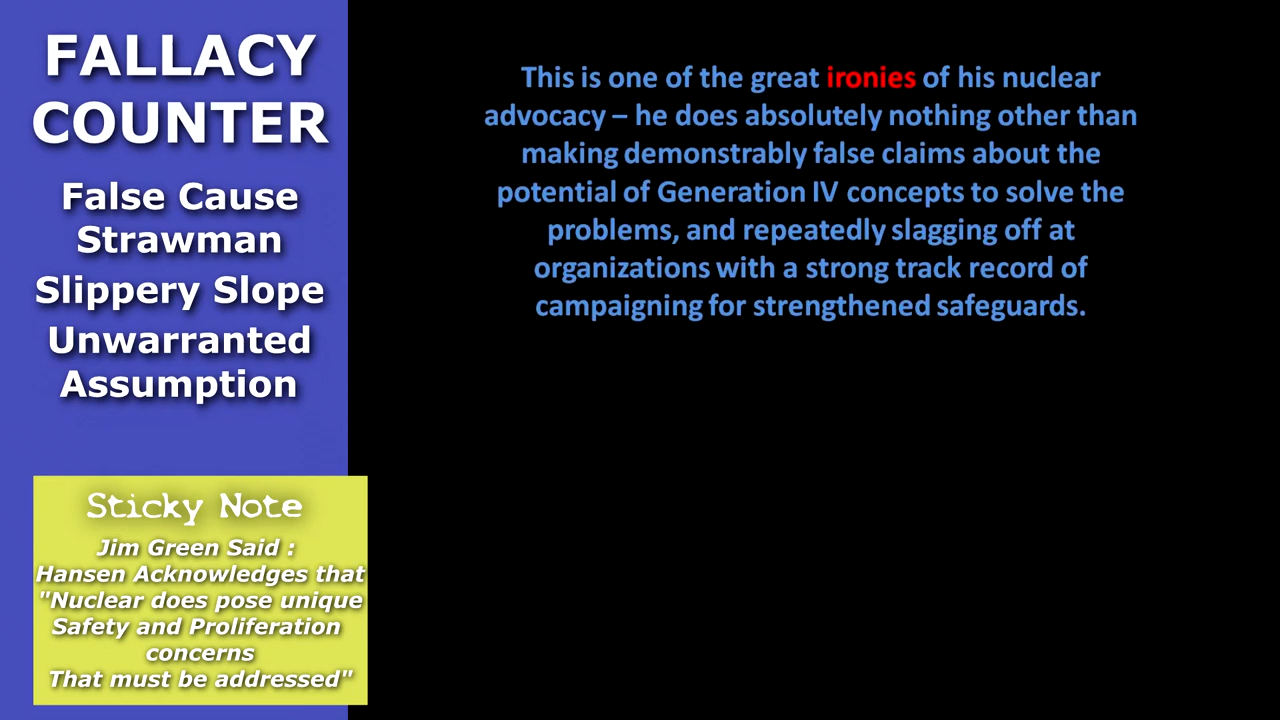 FALLACY
COUNTER
False Cause
Strawman
Slippery Slope
Unwarranted
Assumption
Sticky Note
Jim Green Said :
Hansen Acknowledges that
"Nuclear does pose unique
Safety and Proliferation
concerns
That must be addressed"
This is one of the great ironies of his nuclear
advocacy – he does absolutely nothing other than
making demonstrably false claims about the
potential of Generation IV concepts to solve the
problems, and repeatedly slagging off at
organizations with a strong track record of
campaigning for strengthened safeguards.